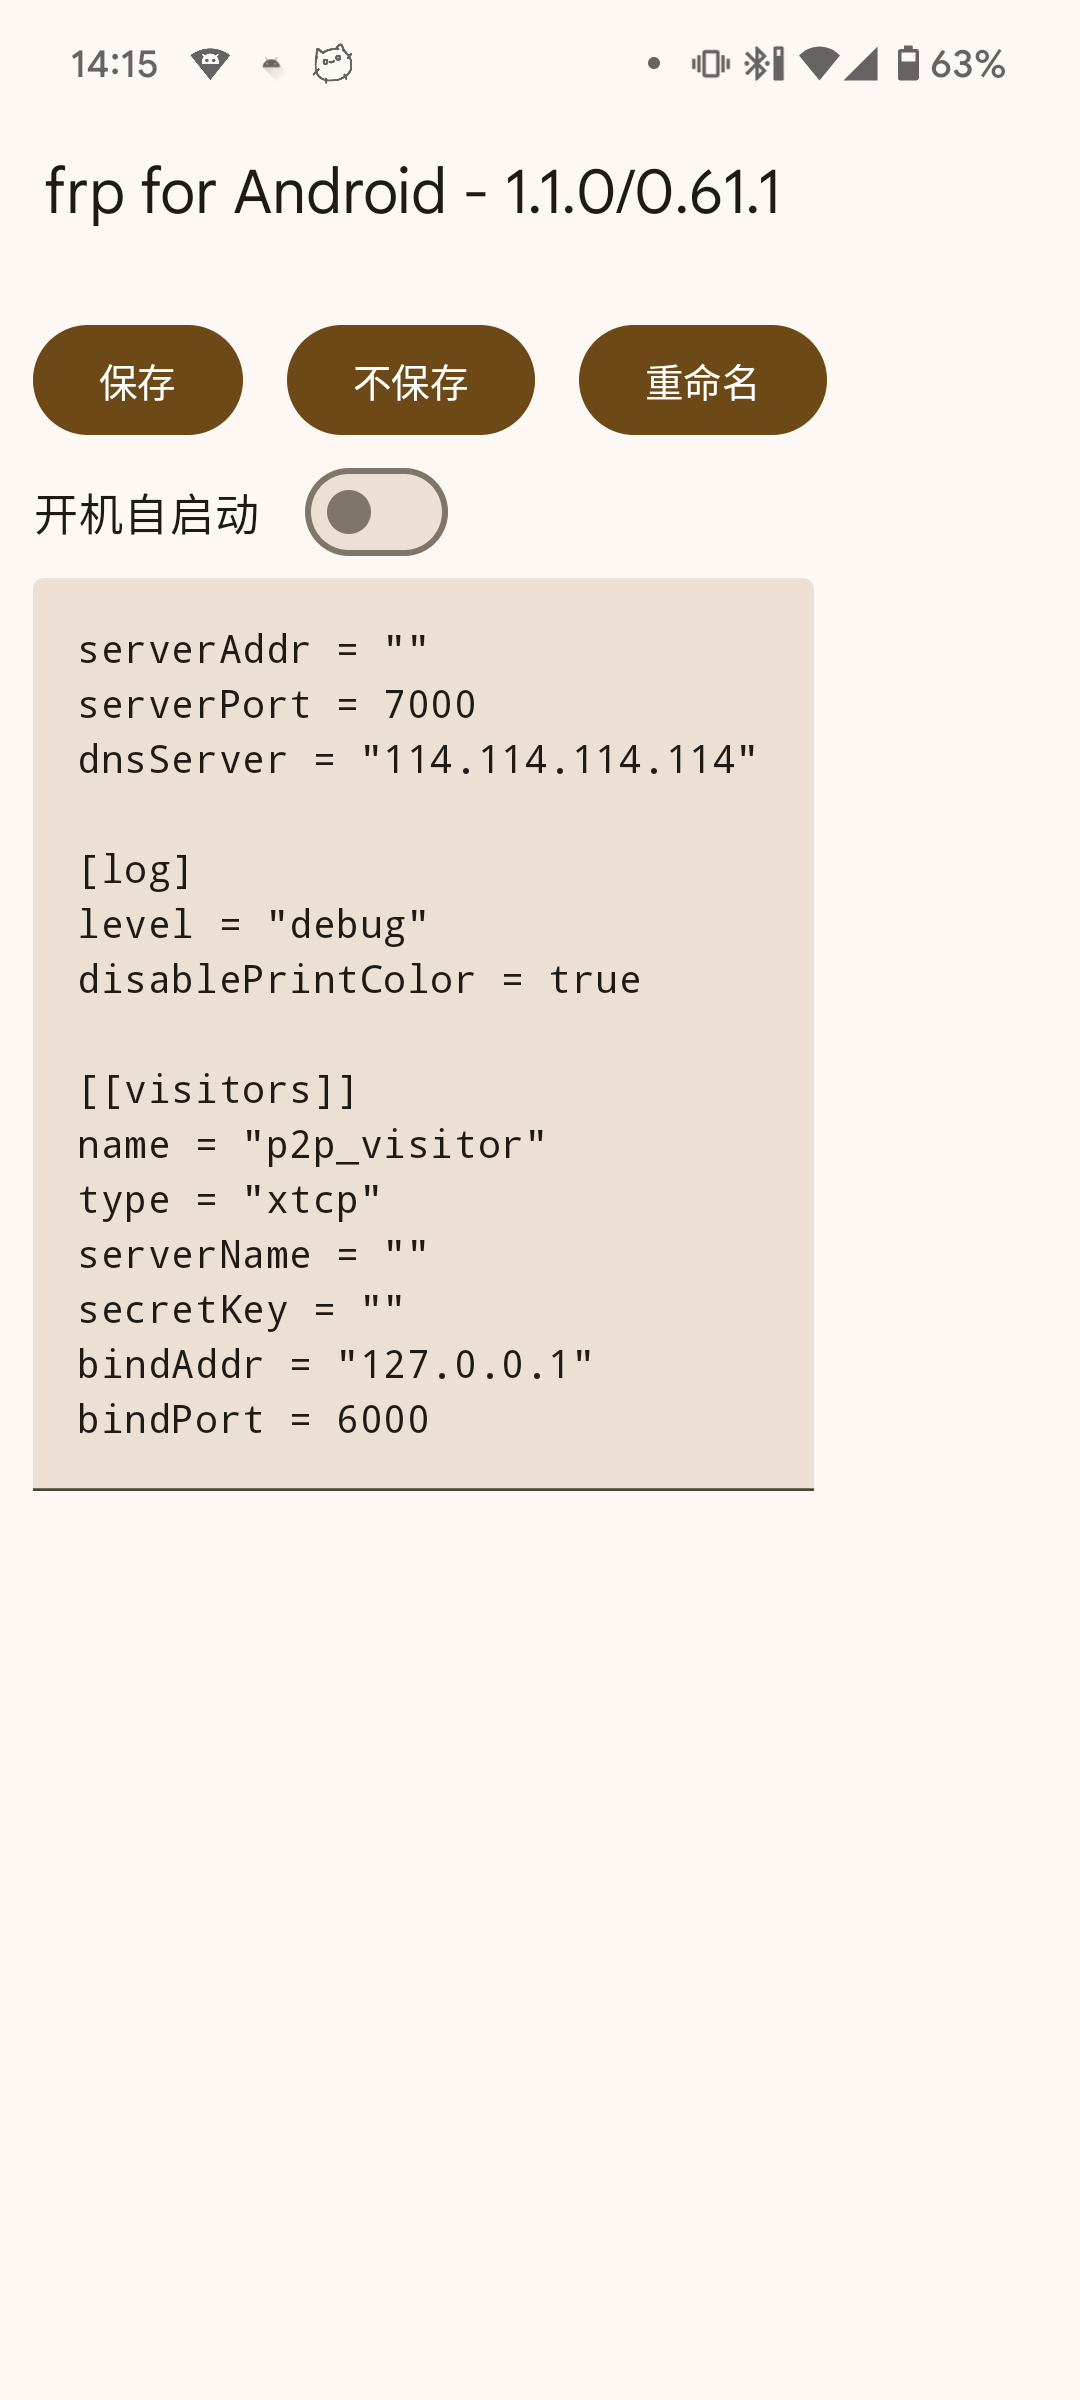 14:15
63%
frp for Android - 1.1.0/0.61.1
保存 不保存 重命名
开机自启动
serverAddr = ""
serverPort = 7000
dnsServer = "114.114.114.114"
[log]
level = "debug"
disablePrintColor = true
[[visitors]]
name = "p2p_visitor"
type = "xtcp"
serverName = ""
secretKey = ""
bindAddr = "127.0.0.1"
bindPort = 6000